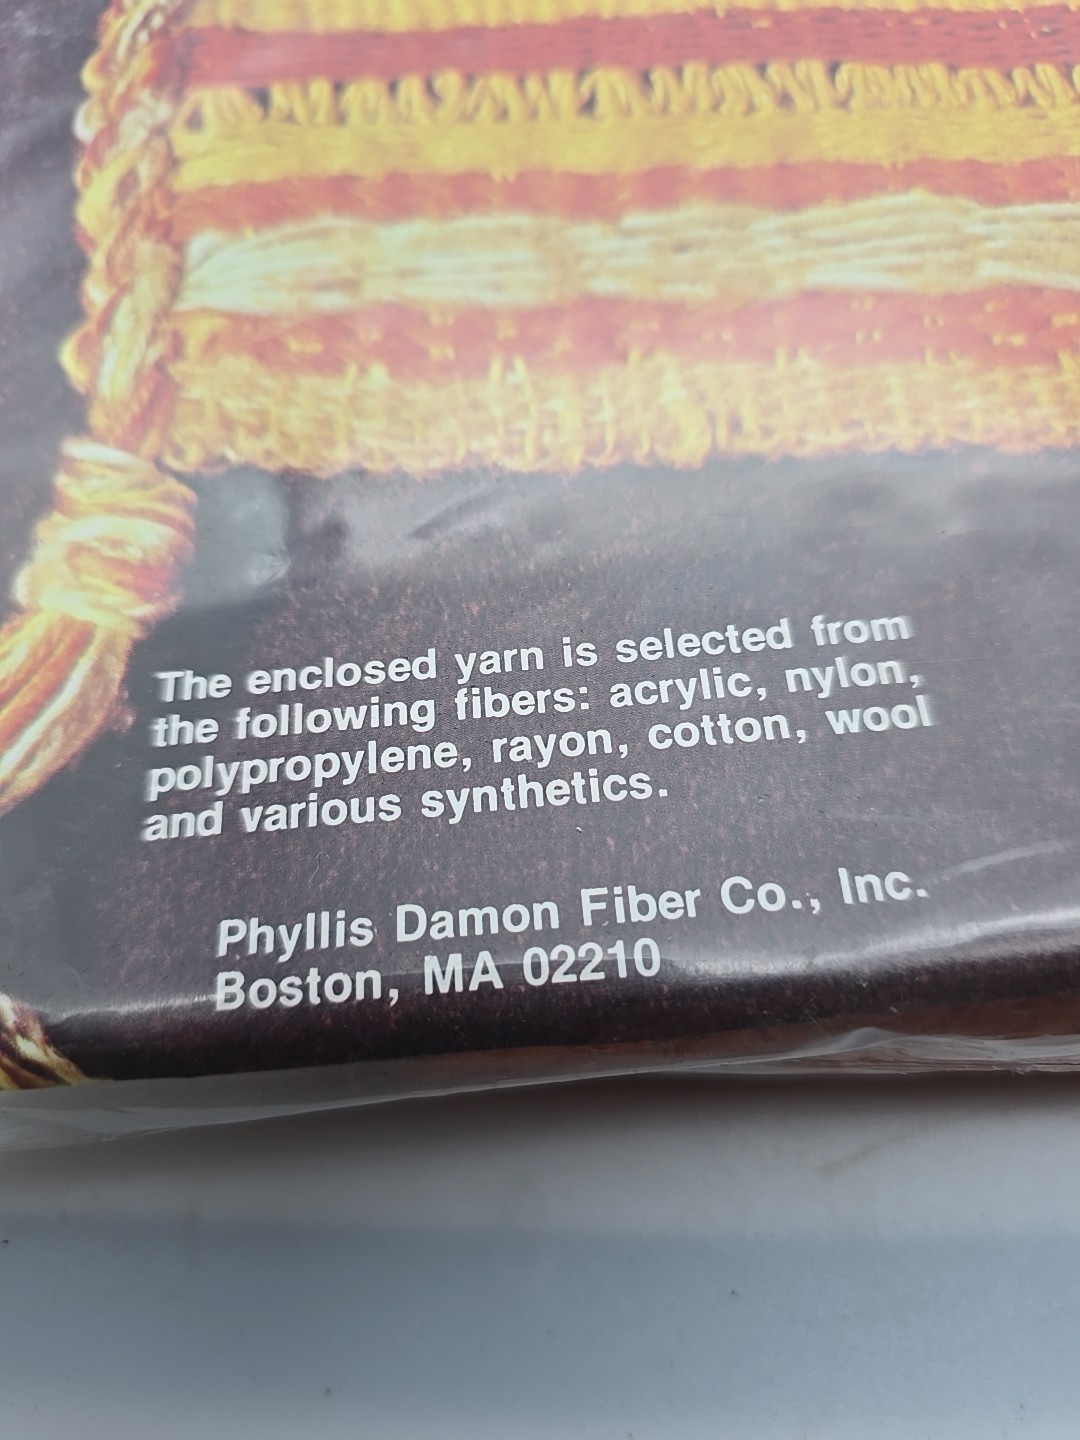 The enclosed yarn is selected from
the following fibers: acrylic, nylon,
polypropylene, rayon, cotton, wool
and various synthetics.
Phyllis Damon Fiber Co., Inc.
Boston, MA 02210